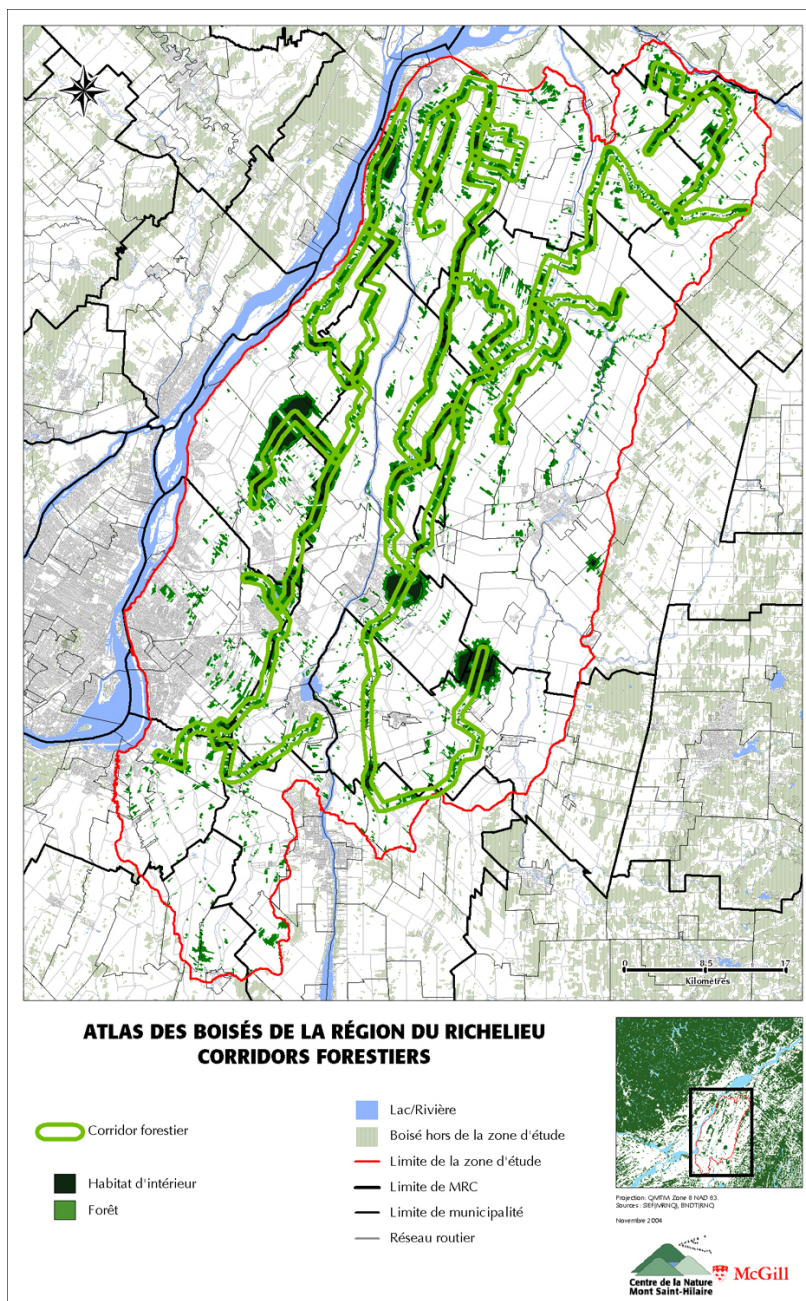 0 8.5 17
Kilométres
ATLAS DES BOISÉS DE LA RÉGION DU RICHELIEU
CORRIDORS FORESTIERS
Corridor forestier
Habitat d'intérieur
Forêt
Lac/Rivière
Boisé hors de la zone d'étude
Limite de la zone d'étude
Limite de MRC
Limite de municipalité
Réseau routier
Projection: QMTM Zone 8 NAD 83.
Sources : SIEF(MRNQ), BNDT(RNC)
Novembre 2004
Centre de la Nature
Mont Saint-Hilaire
McGill